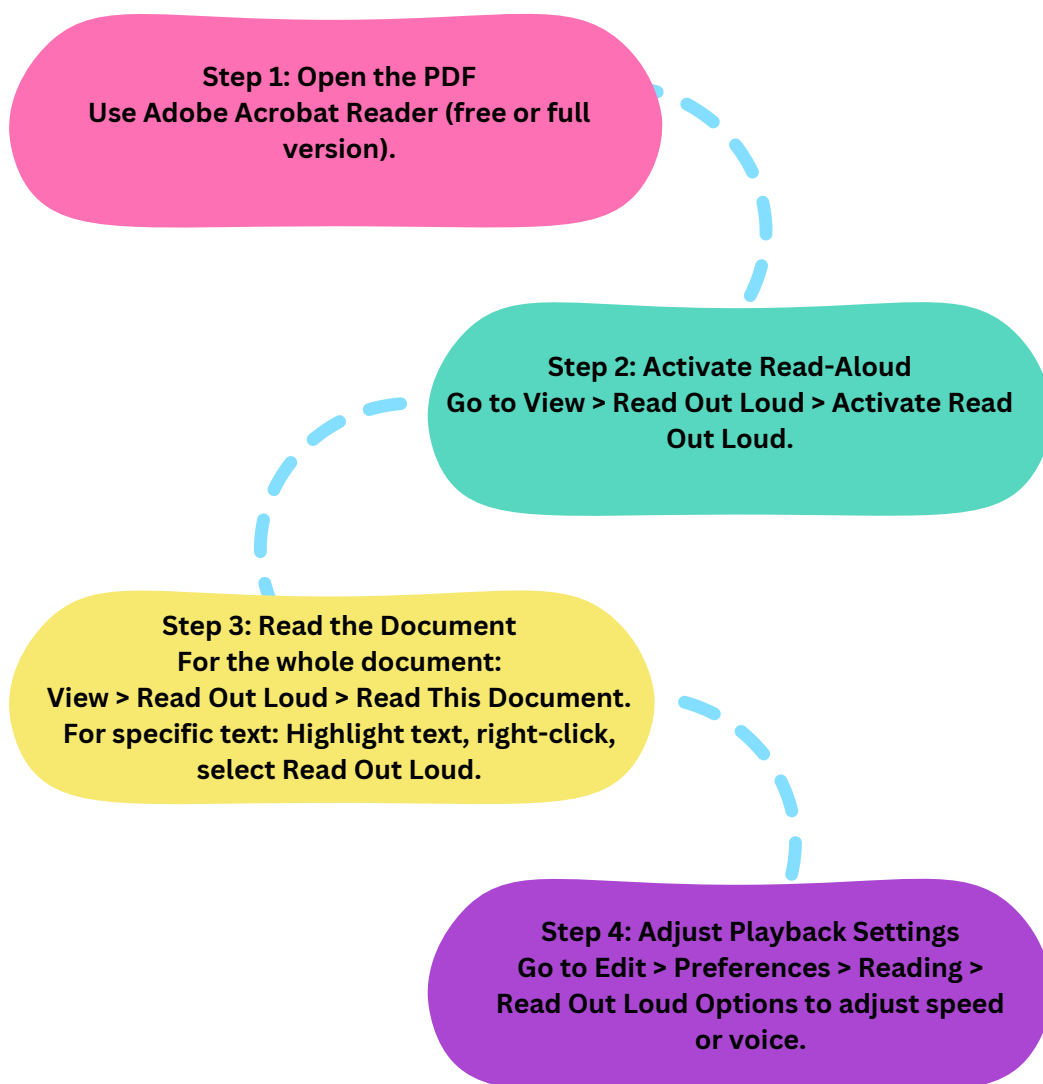 Step 1: Open the PDF
Use Adobe Acrobat Reader (free or full
version).
Step 2: Activate Read-Aloud
Go to View > Read Out Loud > Activate Read
Out Loud.
Step 3: Read the Document
For the whole document:
View > Read Out Loud > Read This Document.
For specific text: Highlight text, right-click,
select Read Out Loud.
Step 4: Adjust Playback Settings
Go to Edit > Preferences > Reading >
Read Out Loud Options to adjust speed
or voice.